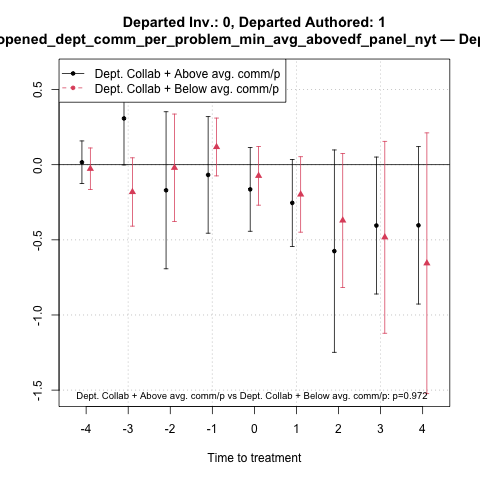 Departed Inv.: 0, Departed Authored: 1
opened_dept_comm_per_problem_min_avg_abovedf_panel_nyt — Dep
Dept. Collab + Above avg. comm/p
Dept. Collab + Below avg. comm/p
0.5
0.0
-0.5
-1.0
-1.5
Dept. Collab + Above avg. comm/p vs Dept. Collab + Below avg. comm/p: p=0.972
-4 -3 -2 -1 0 1 2 3 4
Time to treatment